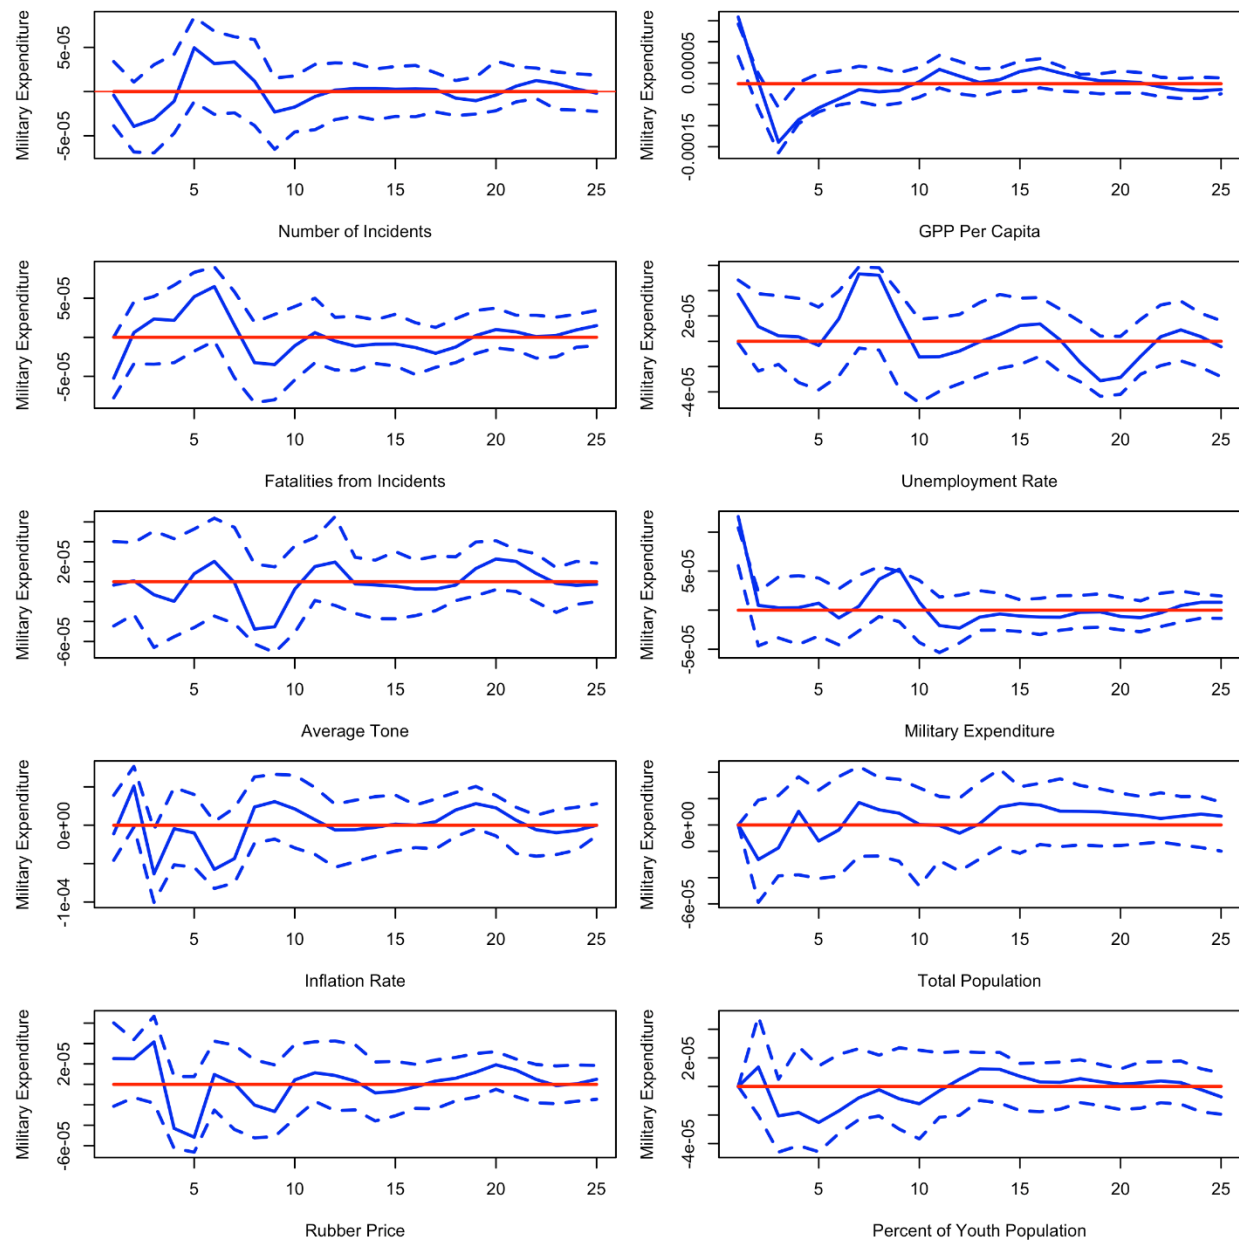 Military Expenditure
5e-05
-5e-05
5 10 15 20 25
Number of Incidents
Military Expenditure
0.00005
-0.00015
5 10 15 20 25
GPP Per Capita
Military Expenditure
5e-05
-5e-05
5 10 15 20 25
Fatalities from Incidents
Military Expenditure
2e-05
-4e-05
5 10 15 20 25
Unemployment Rate
Military Expenditure
2e-05
-6e-05
5 10 15 20 25
Average Tone
Military Expenditure
5e-05
-5e-05
5 10 15 20 25
Military Expenditure
Military Expenditure
0e+00
-1e-04
5 10 15 20 25
Inflation Rate
Military Expenditure
0e+00
-6e-05
5 10 15 20 25
Total Population
Military Expenditure
2e-05
-6e-05
5 10 15 20 25
Rubber Price
Military Expenditure
2e-05
-4e-05
5 10 15 20 25
Percent of Youth Population